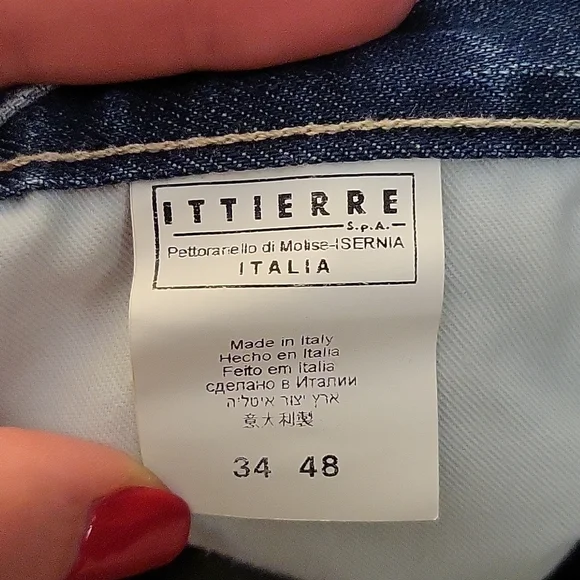 ITTIERRE
S.p.A.
Pettoranello di Molise-ISERNIA
ITALIA
Made in Italy
Hecho en Italia
Feito em Italia
сделано в Италии
ארץ יצור איטליה
意大利製
34 48